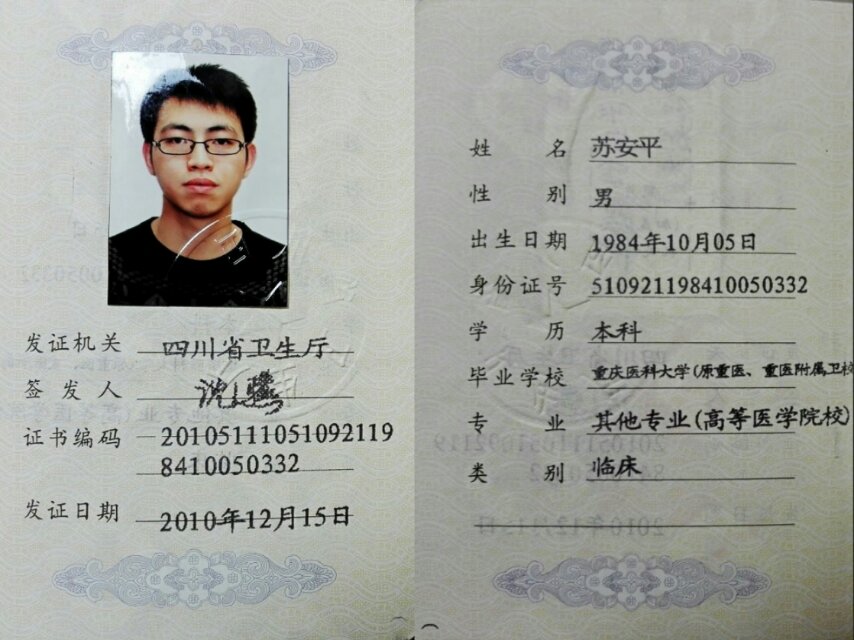 发证机关 四川省卫生厅
签发人
证书编码 20105111051092119
8410050332
发证日期 2010年12月15日
姓名 苏安平
性别 男
出生日期 1984年10月05日
身份证号 510921198410050332
学历 本科
毕业学校 重庆医科大学(原重医、重医附属卫校
专业 其他专业(高等医学院校)
类别 临床